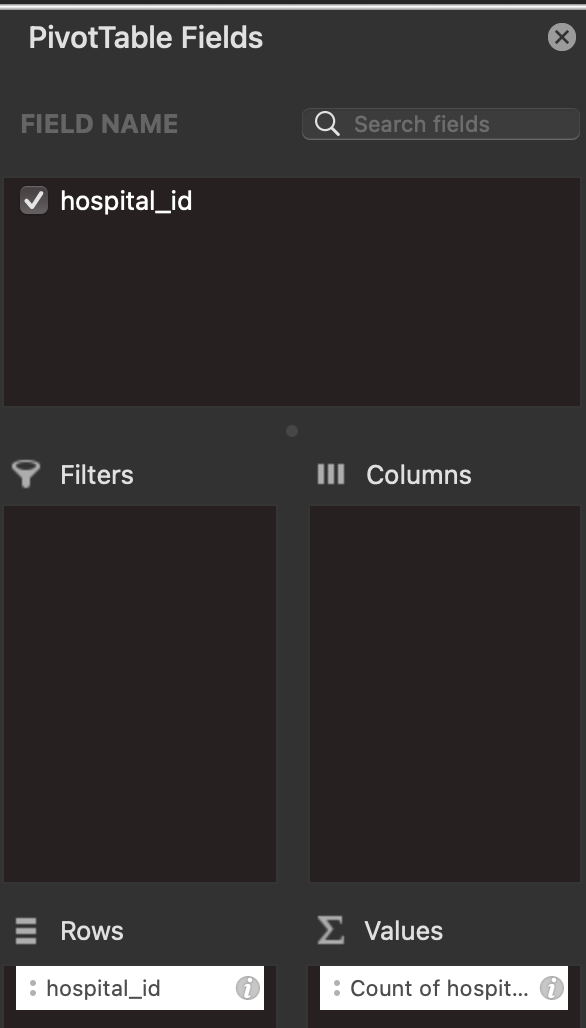 PivotTable Fields
FIELD NAME
Search fields
hospital_id
Filters
Columns
Rows
Values
hospital_id
Count of hospit...